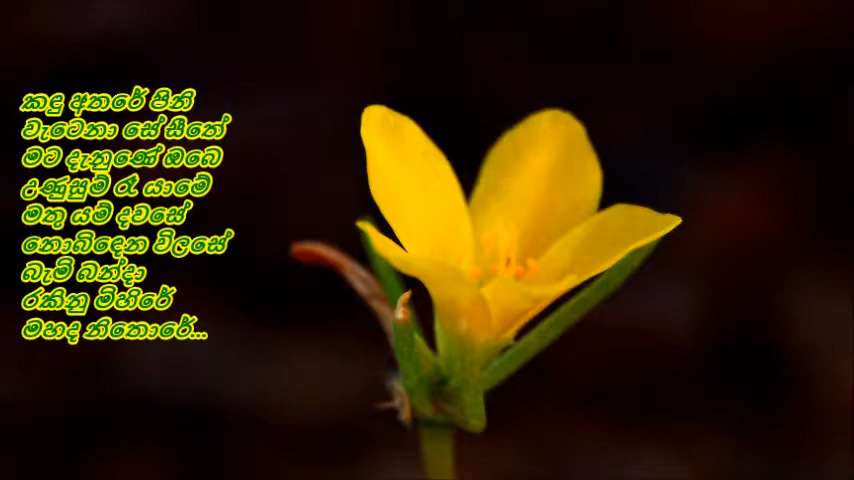 කඳු අතරේ පිනි
වැටෙනා සේ සීතේ
මට දැනුණේ ඔබෙ
උණුසුම් රෑ යාමේ
මතු යම් දවසේ
නොබිඳෙන විලසේ
බැමි බන්දා
රකිනු මිහිරේ
මහද නිතොරේ...